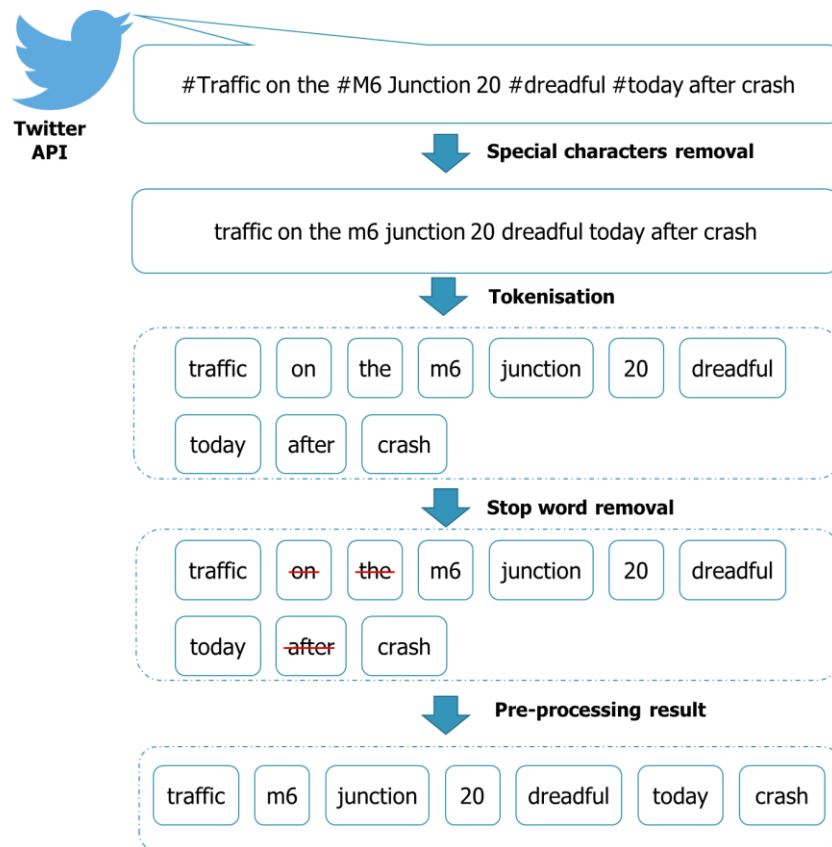 #Traffic on the #M6 Junction 20 #dreadful #today after crash
Twitter
API
Special characters removal
traffic on the m6 junction 20 dreadful today after crash
Tokenisation
traffic on the m6 junction 20 dreadful
today after crash
Stop word removal
traffic on the m6 junction 20 dreadful
today after crash
Pre-processing result
traffic m6 junction 20 dreadful today crash